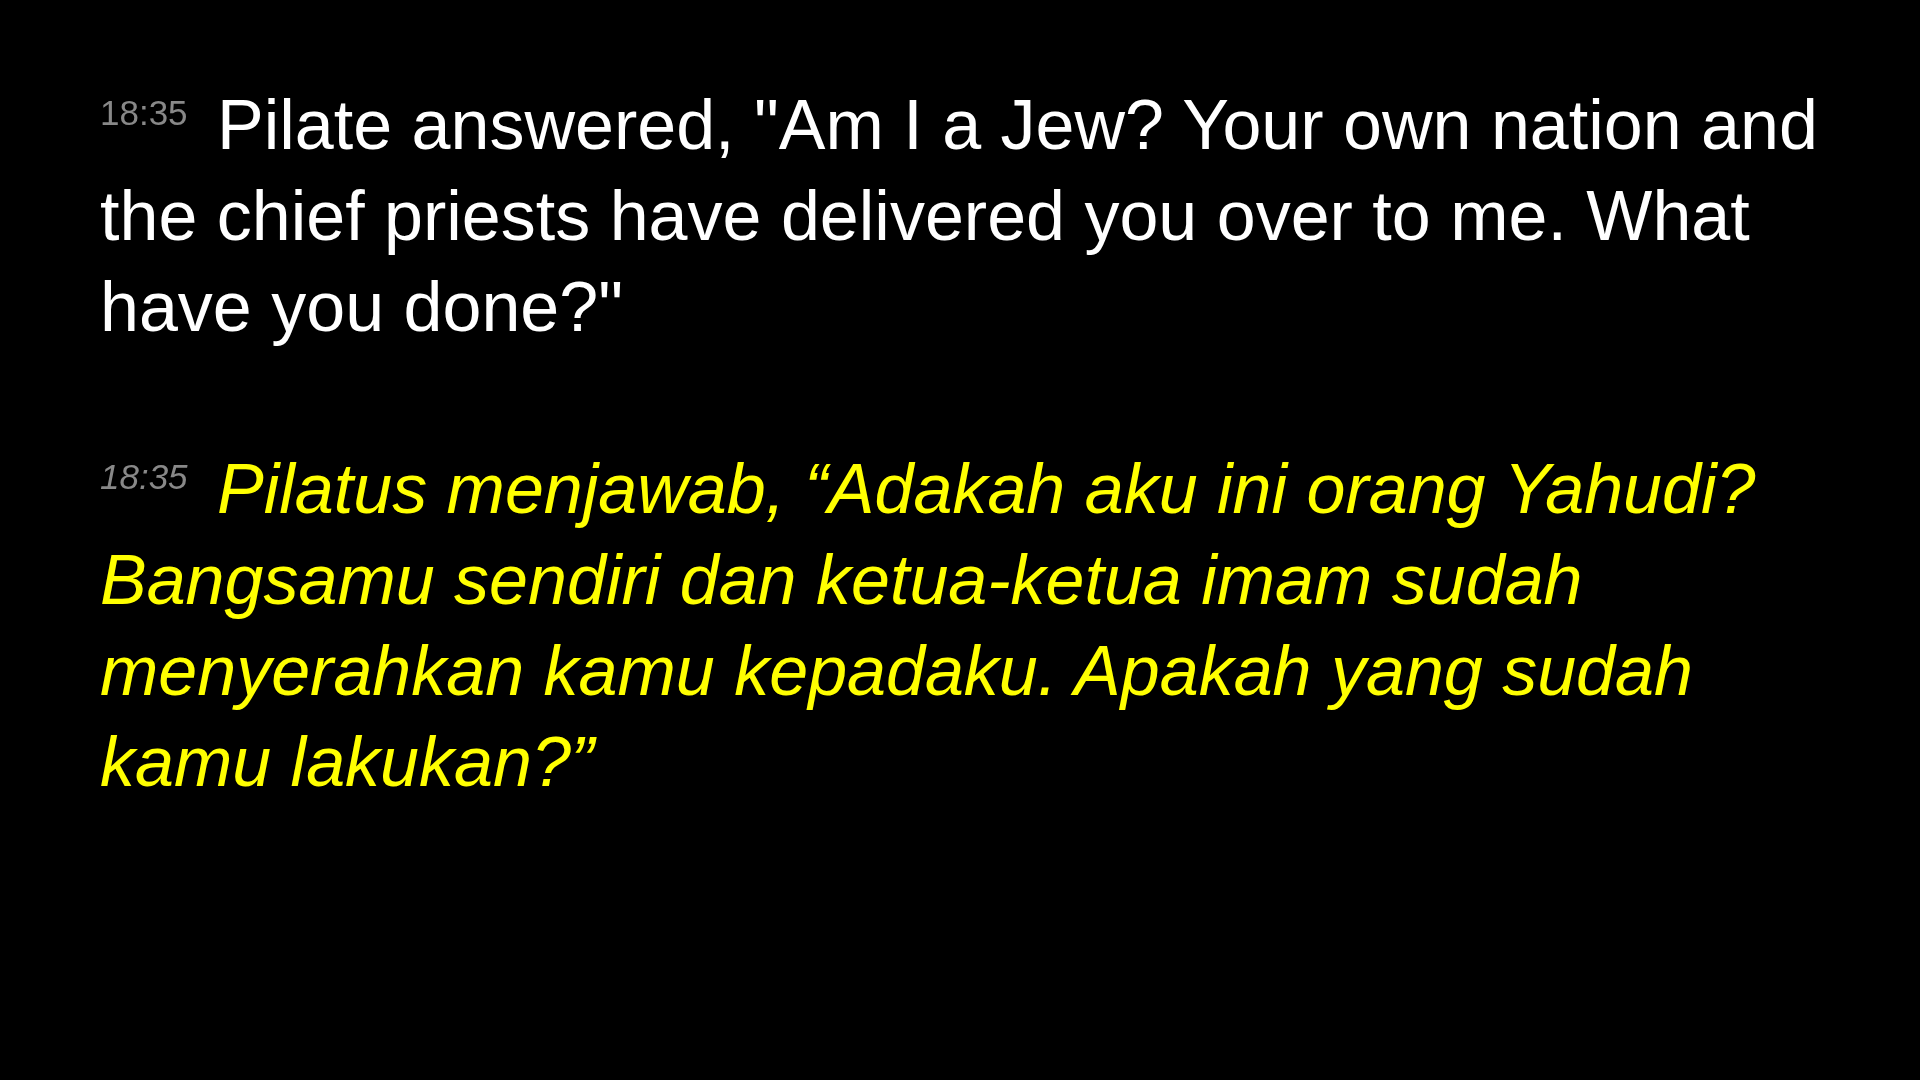 18:35 Pilate answered, "Am I a Jew? Your own nation and
the chief priests have delivered you over to me. What
have you done?"
18:35 Pilatus menjawab, “Adakah aku ini orang Yahudi?
Bangsamu sendiri dan ketua-ketua imam sudah
menyerahkan kamu kepadaku. Apakah yang sudah
kamu lakukan?”